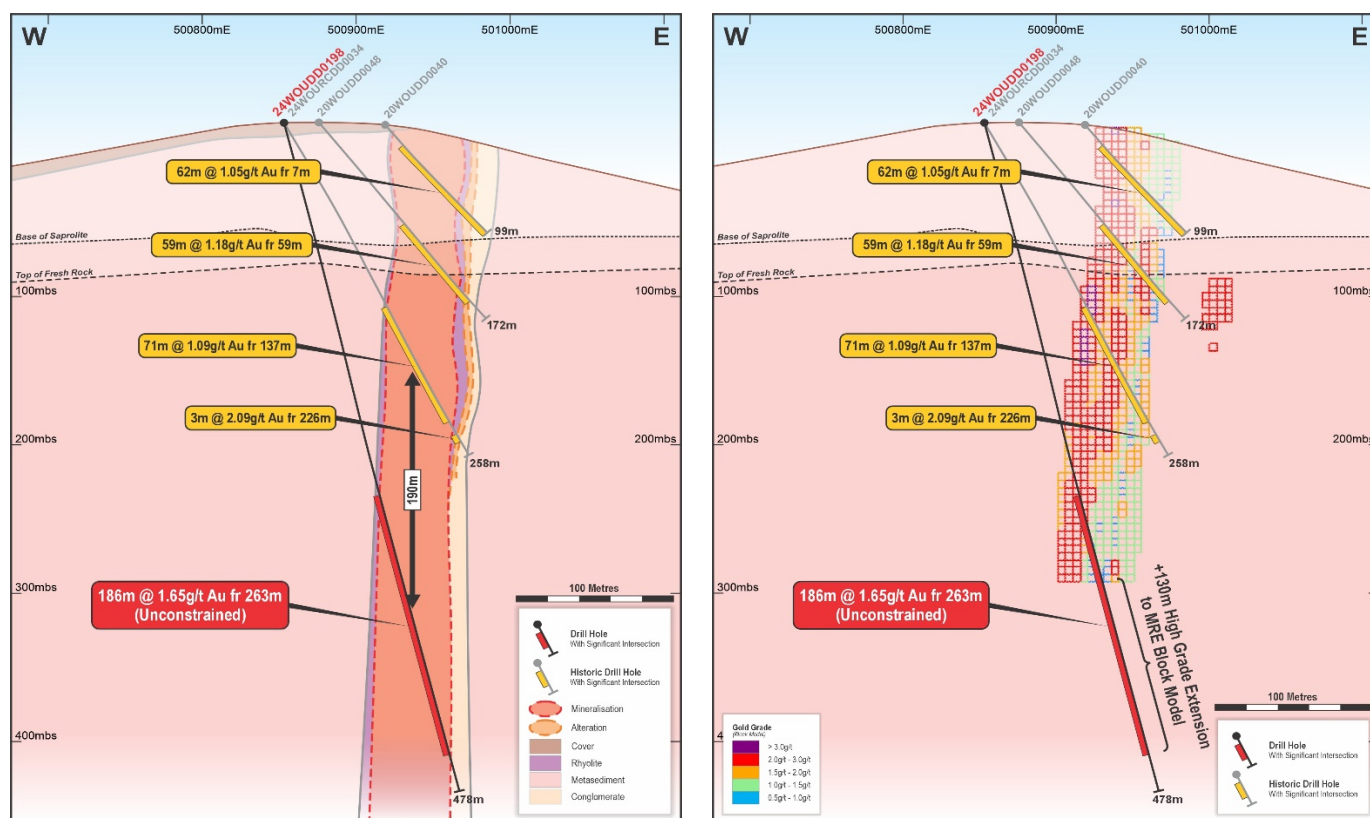 W
500800mE
500900mE
501000mE
E
24WOUDD0198
24WOURCDD0034
20WOUDD0048
20WOUDD0040
62m @ 1.05g/t Au fr 7m
99m
Base of Saprolite
59m @ 1.18g/t Au fr 59m
Top of Fresh Rock
100mbs
100mbs
172m
71m @ 1.09g/t Au fr 137m
3m @ 2.09g/t Au fr 226m
200mbs
200mbs
258m
190m
186m @ 1.65g/t Au fr 263m
(Unconstrained)
300mbs
100 Metres
Drill Hole
With Significant Intersection
Historic Drill Hole
With Significant Intersection
Mineralisation
Alteration
Cover
Rhyolite
Metasediment
Conglomerate
400mbs
478m
W
500800mE
500900mE
501000mE
E
24WOUDD0198
24WOURCDD0034
20WOUDD0048
20WOUDD0040
62m @ 1.05g/t Au fr 7m
99m
Base of Saprolite
59m @ 1.18g/t Au fr 59m
Top of Fresh Rock
100mbs
100mbs
172m
71m @ 1.09g/t Au fr 137m
3m @ 2.09g/t Au fr 226m
200mbs
200mbs
258m
186m @ 1.65g/t Au fr 263m
(Unconstrained)
300mbs
300mbs
+130m High Grade Extension
to MRE Block Model
100 Metres
Gold Grade
(Block Model)
> 3.0g/t
2.0g/t - 3.0g/t
1.5g/t - 2.0g/t
1.0g/t - 1.5g/t
0.5g/t - 1.0g/t
4
Drill Hole
With Significant Intersection
Historic Drill Hole
With Significant Intersection
478m